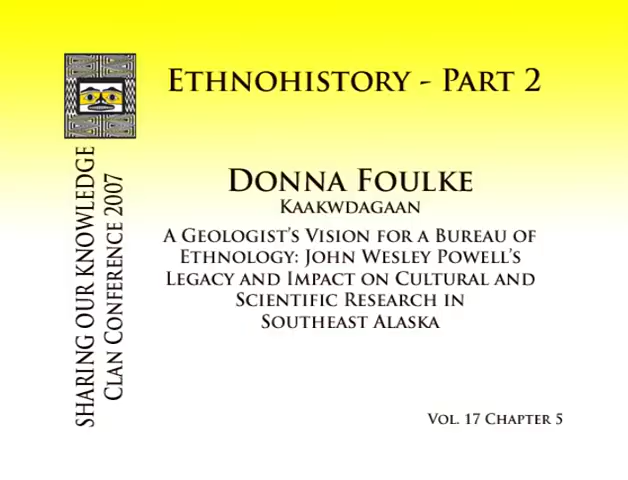 ETHNOHISTORY - PART 2
SHARING OUR KNOWLEDGE
CLAN CONFERENCE 2007
DONNA FOULKE
KAAKWDAGAAN
A GEOLOGIST'S VISION FOR A BUREAU OF
ETHNOLOGY: JOHN WESLEY POWELL'S
LEGACY AND IMPACT ON CULTURAL AND
SCIENTIFIC RESEARCH IN
SOUTHEAST ALASKA
VOL. 17 CHAPTER 5